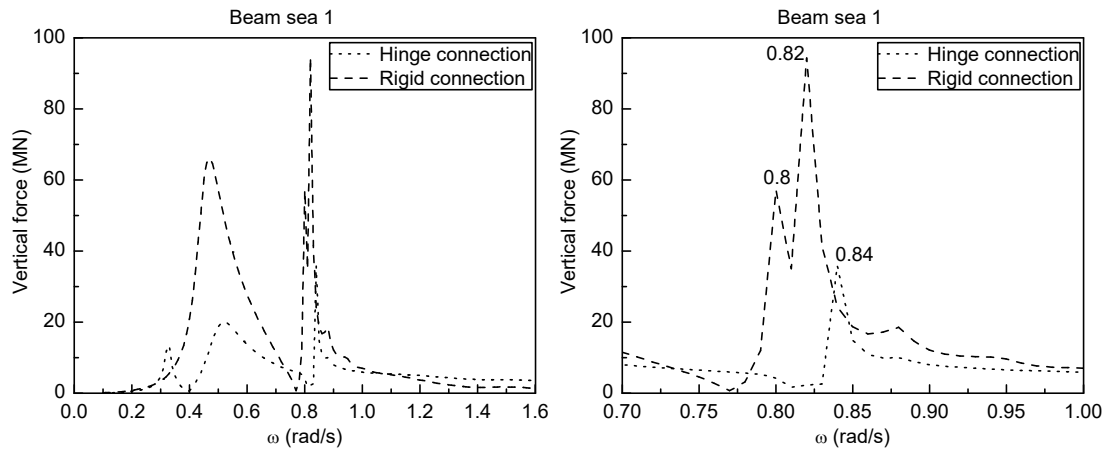 Beam sea 1
100
80
60
40
20
0
Vertical force (MN)
Hinge connection
Rigid connection
0.0 0.2 0.4 0.6 0.8 1.0 1.2 1.4 1.6
ω (rad/s)
Beam sea 1
100
80
60
40
20
0
Vertical force (MN)
Hinge connection
Rigid connection
0.82
0.8
0.84
0.70 0.75 0.80 0.85 0.90 0.95 1.00
ω (rad/s)